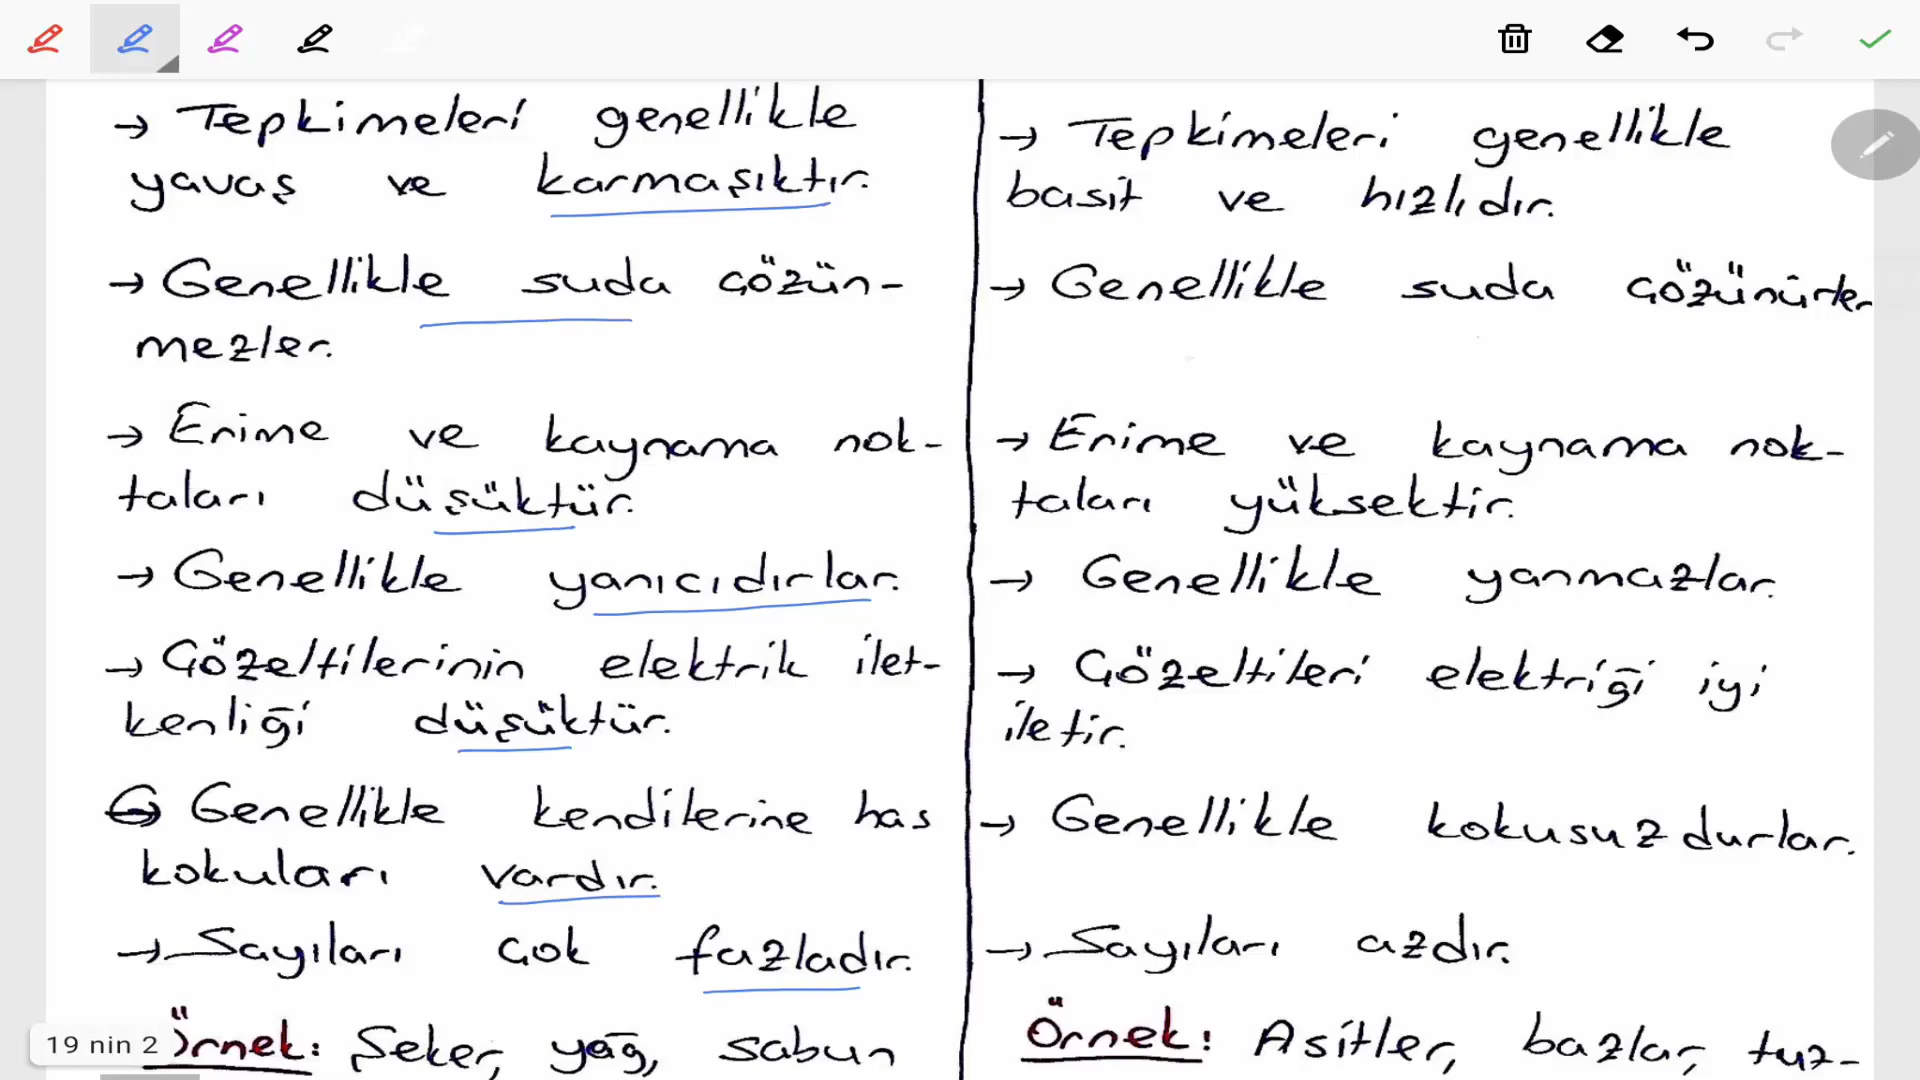 → Tepkimeleri genellikle
yavaş ve karmaşıktır.
→ Genellikle suda çözün-
mezler.
→ Erime ve kaynama nok-
taları düşüktür.
→ Genellikle yanıcıdırlar.
→ Çözeltilerinin elektrik ilet-
kenliği düşüktür.
→ Genellikle kendilerine has
kokuları vardır.
→ Sayıları çok fazladır.
Örnek: Şeker, yağ, sabun
→ Tepkimeleri genellikle
basit ve hızlıdır.
→ Genellikle suda çözünürler
→ Erime ve kaynama nok-
taları yüksektir.
→ Genellikle yanmazlar.
→ Çözeltileri elektriği iyi
iletir.
→ Genellikle kokusuzdurlar.
→ Sayıları azdır.
Örnek: Asitler, bazlar, tuz-
19 nin 2